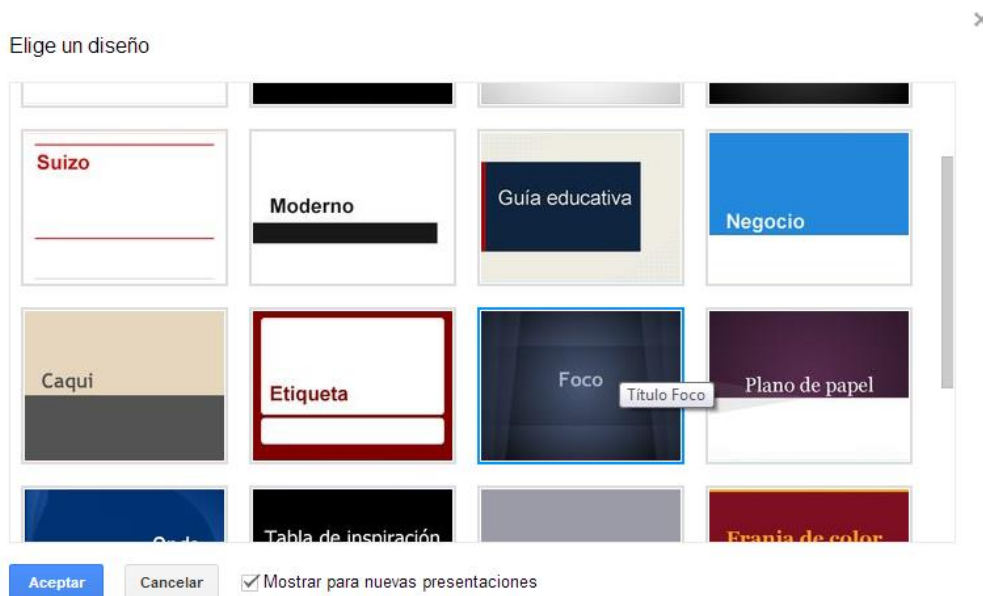 Elige un diseño
Suizo
Moderno
Guía educativa
Negocio
Caqui
Etiqueta
Foco
Título Foco
Plano de papel
Onda
Tabla de inspiración
Franja de color
Aceptar
Cancelar
Mostrar para nuevas presentaciones